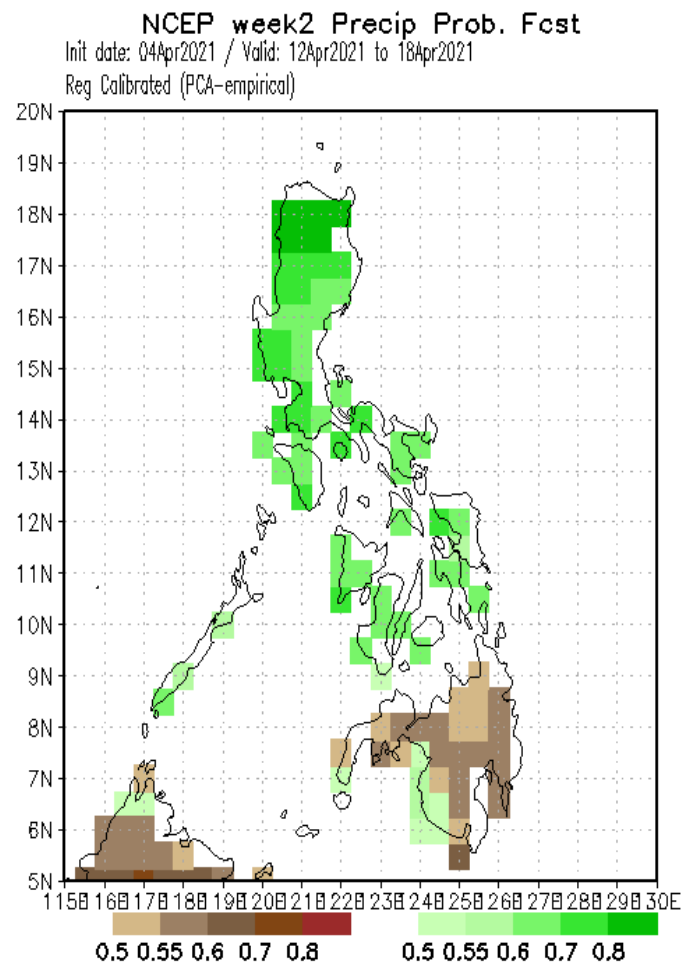 NCEP week2 Precip Prob. Fcst
Init date: 04Apr2021 / Valid: 12Apr2021 to 18Apr2021
Reg Calibrated (PCA-empirical)
20N
19N
18N
17N
16N
15N
14N
13N
12N
11N
10N
9N
8N
7N
6N
5N
115E 116E 117E 118E 119E 120E 121E 122E 123E 124E 125E 126E 127E 128E 129E 130E
0.5 0.55 0.6 0.7 0.8 0.5 0.55 0.6 0.7 0.8